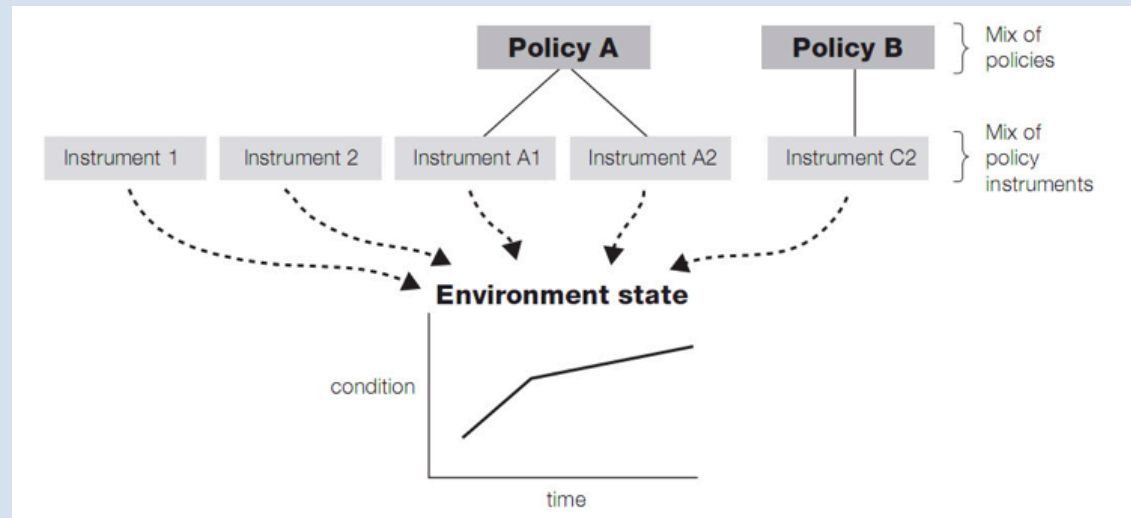 Policy A
Policy B
Mix of
policies
Instrument 1
Instrument 2
Instrument A1
Instrument A2
Instrument C2
Mix of
policy
instruments
Environment state
condition
time